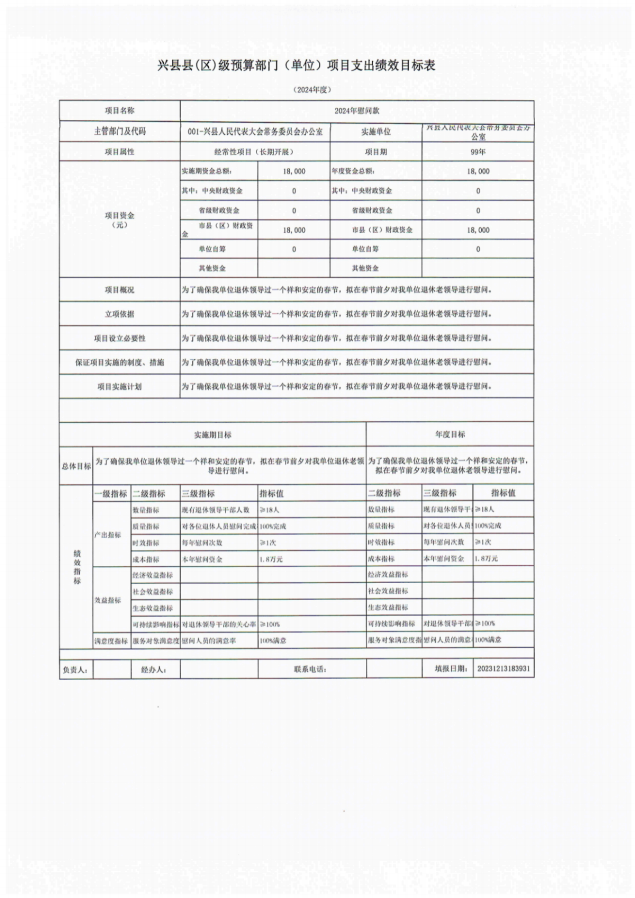 兴县县(区)级预算部门（单位）项目支出绩效目标表
（2024年度）
项目名称 2024年慰问款
主管部门及代码 001-兴县人民代表大会常务委员会办公室 实施单位 兴县人民代表大会常务委员会办公室
项目属性 经常性项目（长期开展） 项目期 99年
项目资金（元） 实施期资金总额: 18,000 年度资金总额: 18,000
其中: 中央财政资金 0 其中: 中央财政资金 0
省级财政资金 0 省级财政资金 0
市县（区）财政资金 18,000 市县（区）财政资金 18,000
单位自筹 0 单位自筹 0
其他资金 其他资金
项目概况 为了确保我单位退休领导过一个祥和安定的春节, 拟在春节前夕对我单位退休老领导进行慰问。
立项依据 为了确保我单位退休领导过一个祥和安定的春节, 拟在春节前夕对我单位退休老领导进行慰问。
项目设立必要性 为了确保我单位退休领导过一个祥和安定的春节, 拟在春节前夕对我单位退休老领导进行慰问。
保证项目实施的制度、措施 为了确保我单位退休领导过一个祥和安定的春节, 拟在春节前夕对我单位退休老领导进行慰问。
项目实施计划 为了确保我单位退休领导过一个祥和安定的春节, 拟在春节前夕对我单位退休老领导进行慰问。
实施期目标 年度目标
总体目标 为了确保我单位退休领导过一个祥和安定的春节, 拟在春节前夕对我单位退休老领导进行慰问。 为了确保我单位退休领导过一个祥和安定的春节, 拟在春节前夕对我单位退休老领导进行慰问。
绩效指标 一级指标 二级指标 三级指标 指标值 二级指标 三级指标 指标值
产出指标 数量指标 现有退休领导干部人数 ≥18人 数量指标 现有退休领导干 ≥18人
质量指标 对各位退休人员慰问完成 100%完成 质量指标 对各位退休人员 100%完成
时效指标 每年慰问次数 ≥1次 时效指标 每年慰问次数 ≥1次
成本指标 本年慰问资金 1.8万元 成本指标 本年慰问资金 1.8万元
效益指标 经济效益指标 经济效益指标
社会效益指标 社会效益指标
生态效益指标 生态效益指标
可持续影响指标 对退休领导干部的关心部 ≥100% 可持续影响指标 对退休领导干部 ≥100%
满意度指标 服务对象满意度 慰问人员的满意率 100%满意 服务对象满意度指 慰问人员的满意 100%满意
负责人: 经办人: 联系电话: 填报日期: 20231213183931